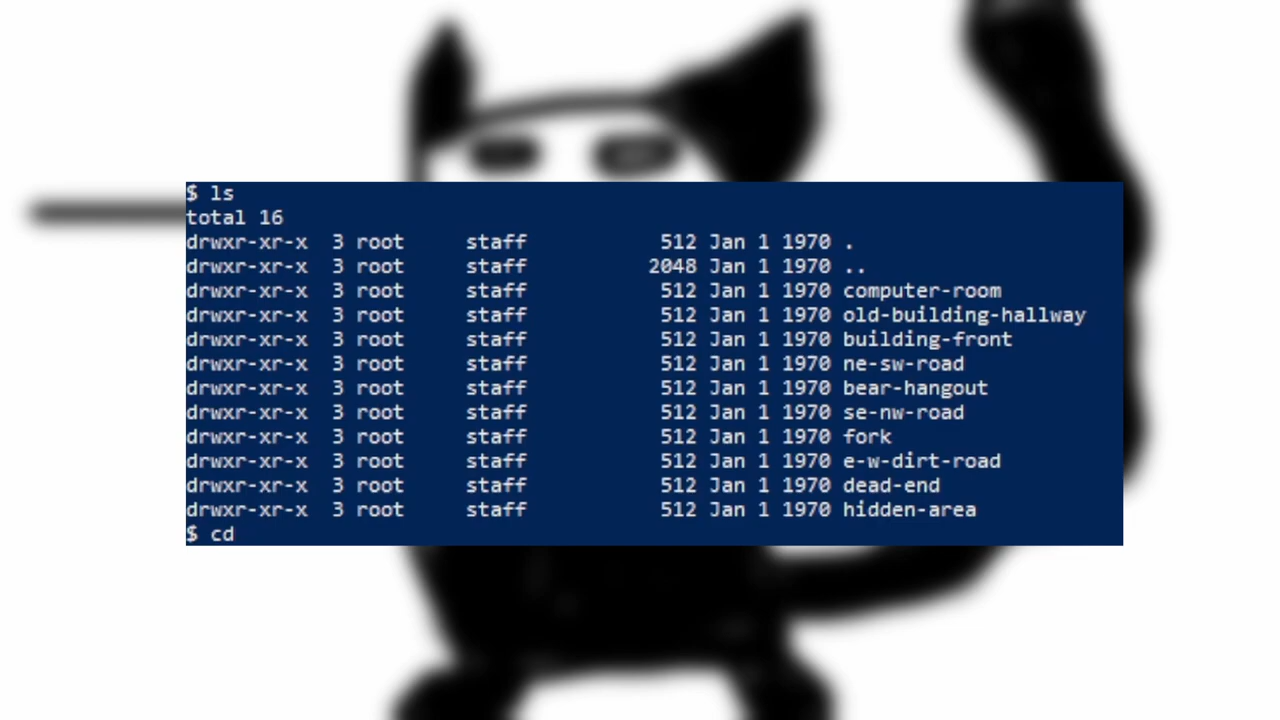 $ ls
total 16
drwxr-xr-x  3 root     staff           512 Jan 1 1970 .
drwxr-xr-x  3 root     staff          2048 Jan 1 1970 ..
drwxr-xr-x  3 root     staff           512 Jan 1 1970 computer-room
drwxr-xr-x  3 root     staff           512 Jan 1 1970 old-building-hallway
drwxr-xr-x  3 root     staff           512 Jan 1 1970 building-front
drwxr-xr-x  3 root     staff           512 Jan 1 1970 ne-sw-road
drwxr-xr-x  3 root     staff           512 Jan 1 1970 bear-hangout
drwxr-xr-x  3 root     staff           512 Jan 1 1970 se-nw-road
drwxr-xr-x  3 root     staff           512 Jan 1 1970 fork
drwxr-xr-x  3 root     staff           512 Jan 1 1970 e-w-dirt-road
drwxr-xr-x  3 root     staff           512 Jan 1 1970 dead-end
drwxr-xr-x  3 root     staff           512 Jan 1 1970 hidden-area
$ cd